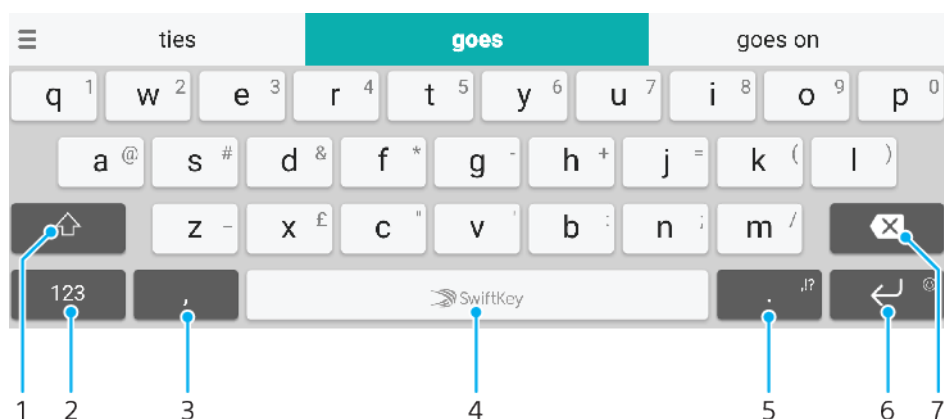 ties goes goes on
q 1 w 2 e 3 r 4 t 5 y 6 u 7 i 8 o 9 p 0
a @ s # d & f * g - h + j = k ( l )
z _ x £ c " v ' b : n ; m /
123 , SwiftKey . ,!?
1 2 3 4 5 6 7